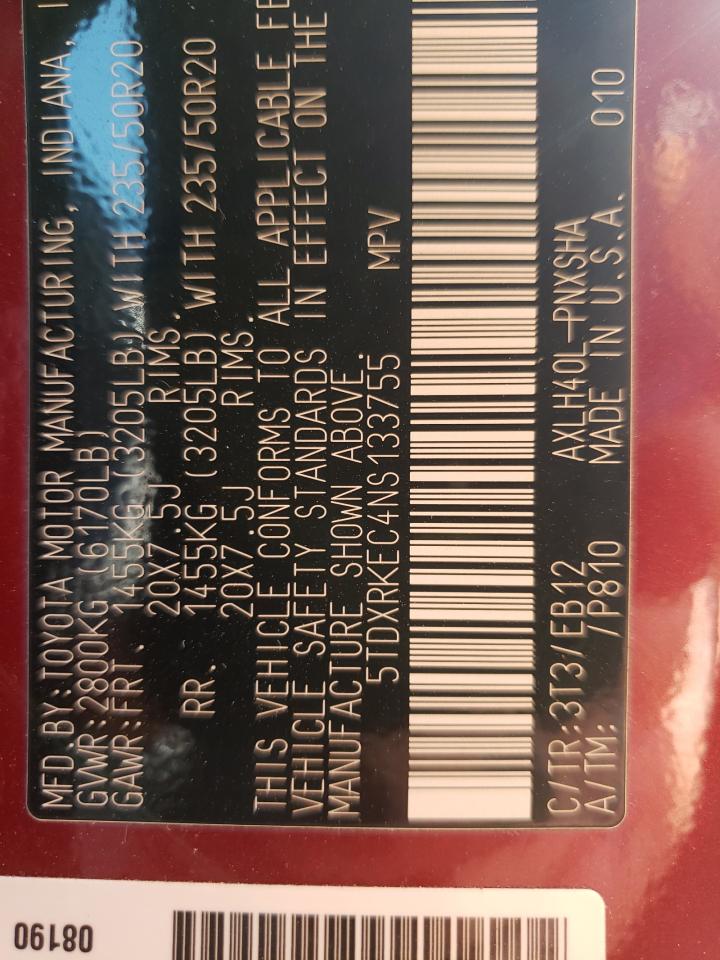 MFD.BY:TOYOTA MOTOR MANUFACTURING, INDIANA,
GVWR:2800KG (6170LB)
GAWR:FRT. 1455KG (3205LB) WITH 235/50R20
20X7.5J RIMS.
RR. 1455KG (3205LB) WITH 235/50R20
20X7.5J RIMS.
THIS VEHICLE CONFORMS TO ALL APPLICABLE FE
VEHICLE SAFETY STANDARDS IN EFFECT ON THE
MANUFACTURE SHOWN ABOVE.
5TDXRKEC4NS133755 MPV
C/TR:3T3/EB12 AXLH40L-PNXSHA
A/TM: /P810 MADE IN U.S.A. 010
08190